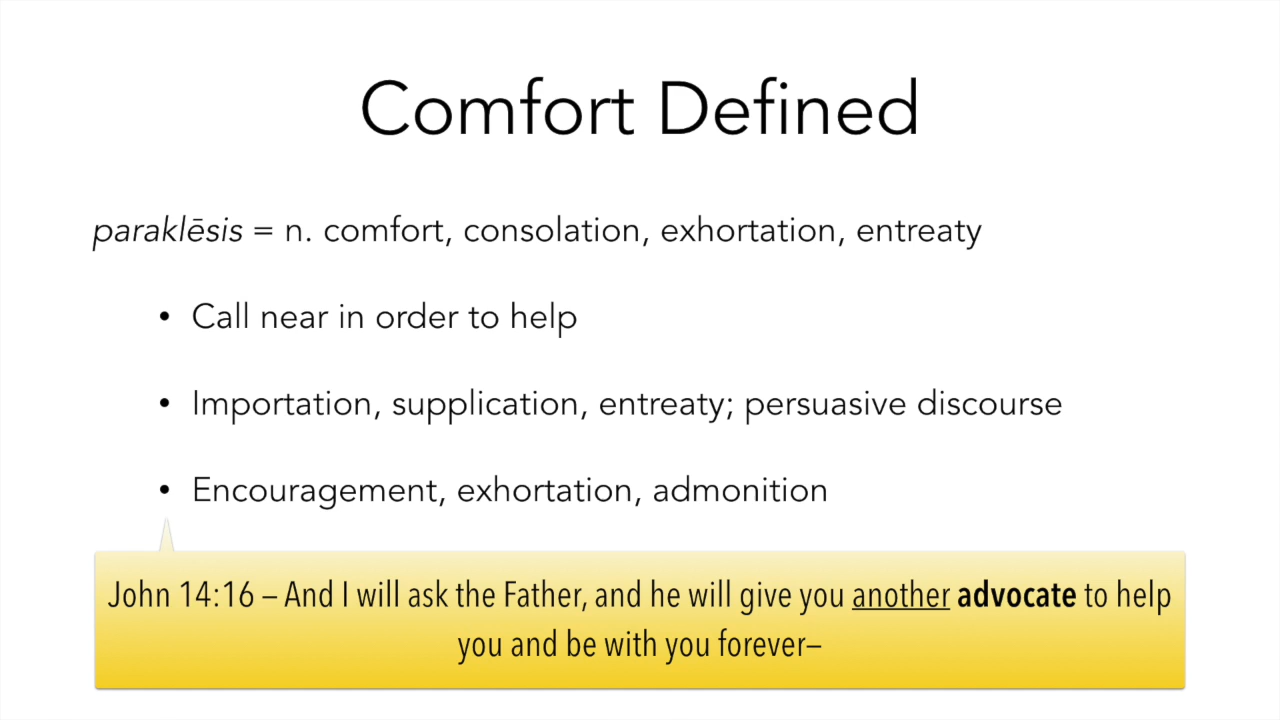 Comfort Defined
paraklēsis = n. comfort, consolation, exhortation, entreaty
• Call near in order to help
• Importation, supplication, entreaty; persuasive discourse
• Encouragement, exhortation, admonition
John 14:16 – And I will ask the Father, and he will give you another advocate to help
you and be with you forever–